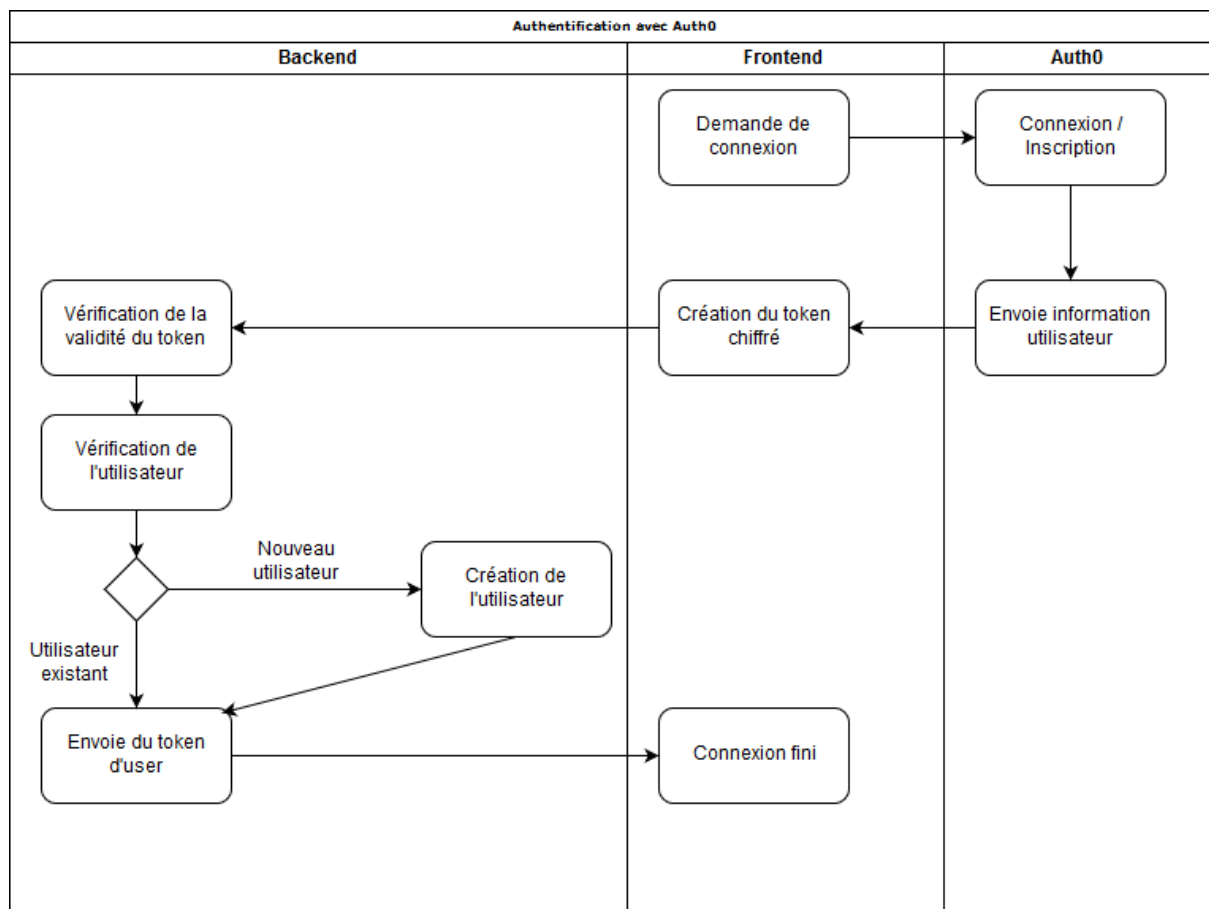 Authentification avec Auth0
Backend
Frontend
Auth0
Demande de
connexion
Connexion /
Inscription
Vérification de la
validité du token
Création du token
chiffré
Envoie information
utilisateur
Vérification de
l'utilisateur
Nouveau
utilisateur
Création de
l'utilisateur
Utilisateur
existant
Envoie du token
d'user
Connexion fini